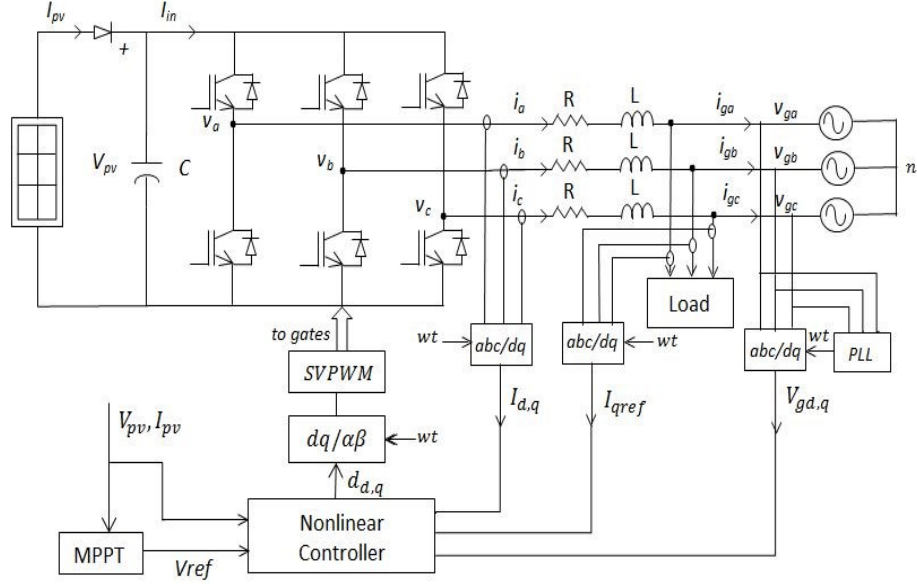 I_pv
I_in
+
V_pv
C
v_a
v_b
v_c
i_a
R
L
i_ga
v_ga
i_b
R
L
i_gb
v_gb
n
i_c
R
L
i_gc
v_gc
Load
to gates
wt
abc/dq
abc/dq
wt
abc/dq
wt
PLL
SVPWM
I_d,q
I_qref
V_gd,q
V_pv, I_pv
dq/αβ
wt
d_d,q
MPPT
Vref
Nonlinear
Controller